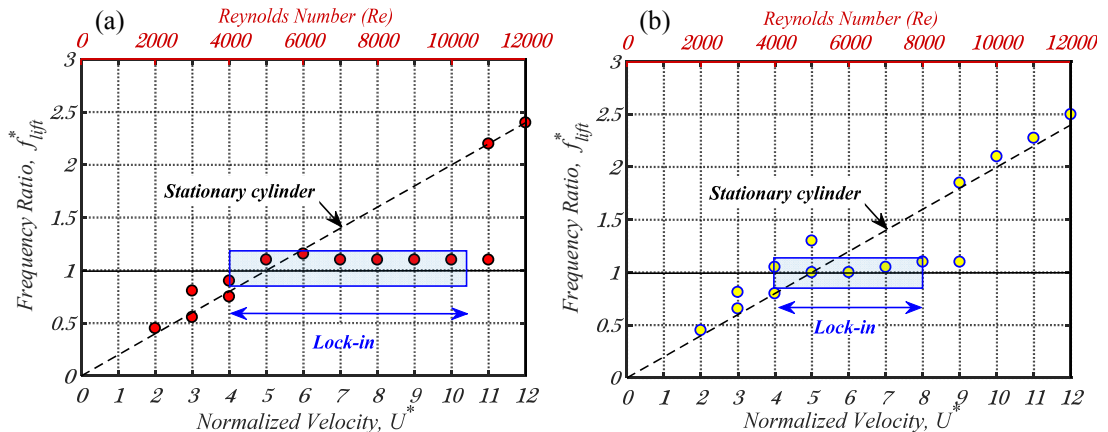 (a)
Reynolds Number (Re)
0 2000 4000 6000 8000 10000 12000
3
2.5
2
1.5
1
0.5
0
Frequency Ratio, f*lift
Stationary cylinder
Lock-in
0 1 2 3 4 5 6 7 8 9 10 11 12
Normalized Velocity, U*
(b)
Reynolds Number (Re)
0 2000 4000 6000 8000 10000 12000
3
2.5
2
1.5
1
0.5
0
Frequency Ratio, f*lift
Stationary cylinder
Lock-in
0 1 2 3 4 5 6 7 8 9 10 11 12
Normalized Velocity, U*